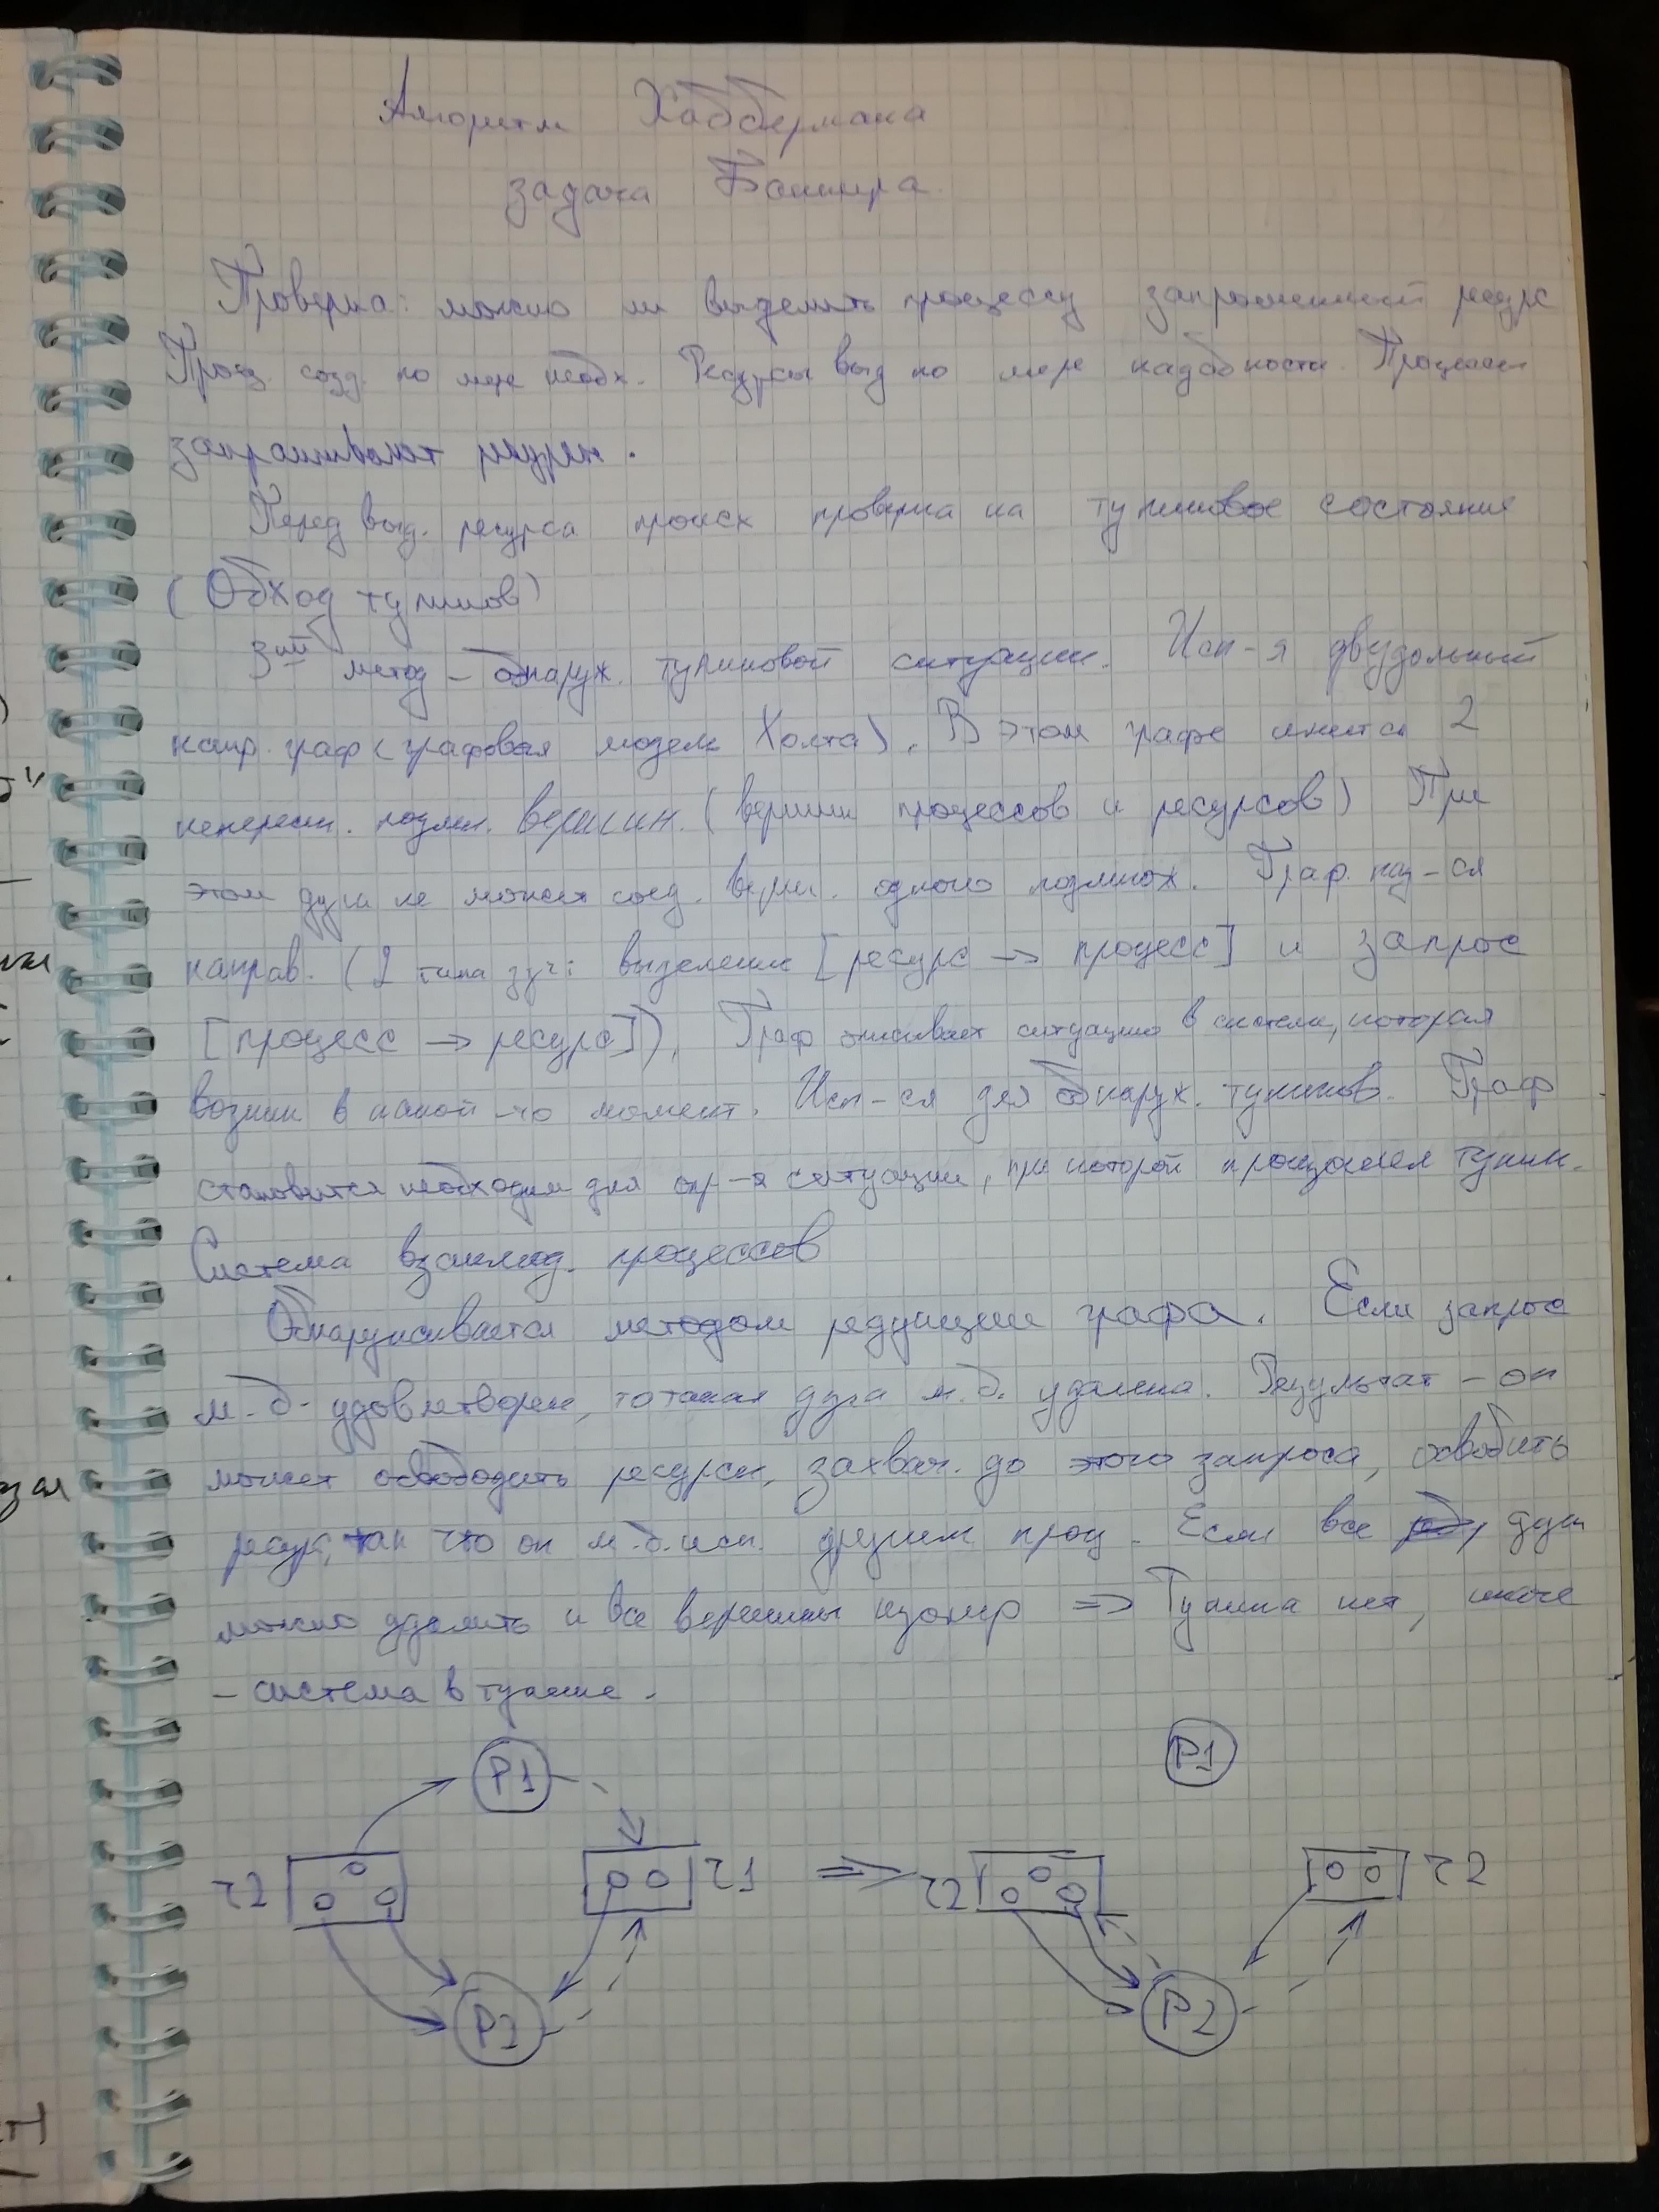 Алгоритм Хабермана
задача Банкира.
Проверка: можно ли выделить процессу запрошенный ресурс
Проц. созд. по мере необх. Ресурсы выд по мере надобности. Процессы
запрашивают ресурсы.
Перед выд. ресурса происх проверка на тупиковое состояние
(Обход тупиков)
3ий метод - обнаруж. тупиковой ситуации. Исп-я двудольный
напр. граф (графовая модель Холта). В этом графе имеется 2
неперсеч. подмн. вершин. (вершин процессов и ресурсов) При
этом дуга не может соед. верш. одного подмнож. Граф. наз-ся
направ. (2 типа дуг: выделение [ресурс → процесс] и запрос
[процесс → ресурс]). Граф описывает ситуацию в системе, которая
возник в какой-то момент. Исп-ся для обнаруж. тупиков. Граф
становится необходим для опр-я ситуации, при которой произошел тупик.
Система взаимод. процессов
Обнаруживается методом редукции графа. Если запрос
м.б. удовлетворен, то такая дуга м.б. удалена. Результат - он
может освободить ресурсы, захвач. до этого запроса, освободить
ресурс, так что он м.б. исп. другим проц. Если все дуги
можно удалить и все вершины изолир => Тупика нет, иначе
- система в тупике.
P1 P1
r2 r1 => r2 r2
P2 P2